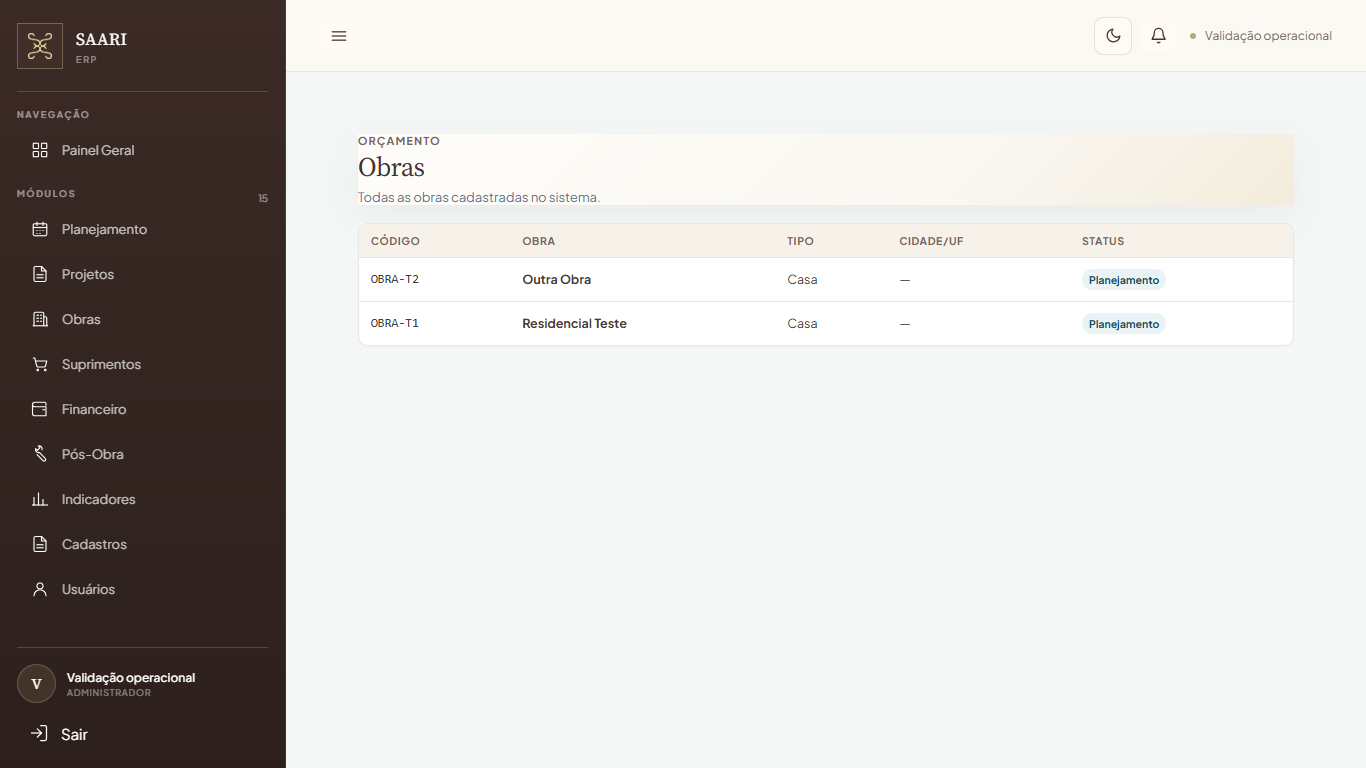 SAARI
ERP
NAVEGAÇÃO
Painel Geral
MÓDULOS 15
Planejamento
Projetos
Obras
Suprimentos
Financeiro
Pós-Obra
Indicadores
Cadastros
Usuários
V
Validação operacional
ADMINISTRADOR
Sair
Validação operacional
ORÇAMENTO
Obras
Todas as obras cadastradas no sistema.
CÓDIGO OBRA TIPO CIDADE/UF STATUS
OBRA-T2 Outra Obra Casa — Planejamento
OBRA-T1 Residencial Teste Casa — Planejamento